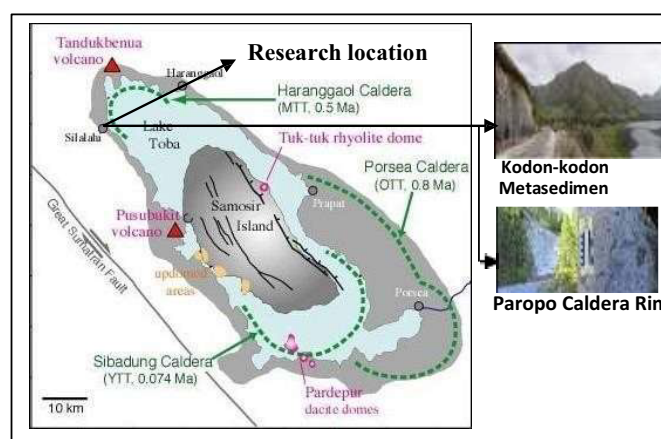 Tandukbenua
volcano
Research location
Haranggaol
Haranggaol Caldera
(MTT, 0.5 Ma)
Silalalu
Lake
Toba
Tuk-tuk rhyolite dome
Porsea Caldera
(OTT, 0.8 Ma)
Kodon-kodon
Metasedimen
Great Sumatran Fault
Pusubukit
volcano
Samosir
Island
Prapat
updomed
areas
Porsea
Paropo Caldera Rin
Sibadung Caldera
(YTT, 0.074 Ma)
Pardepur
dacite domes
10 km